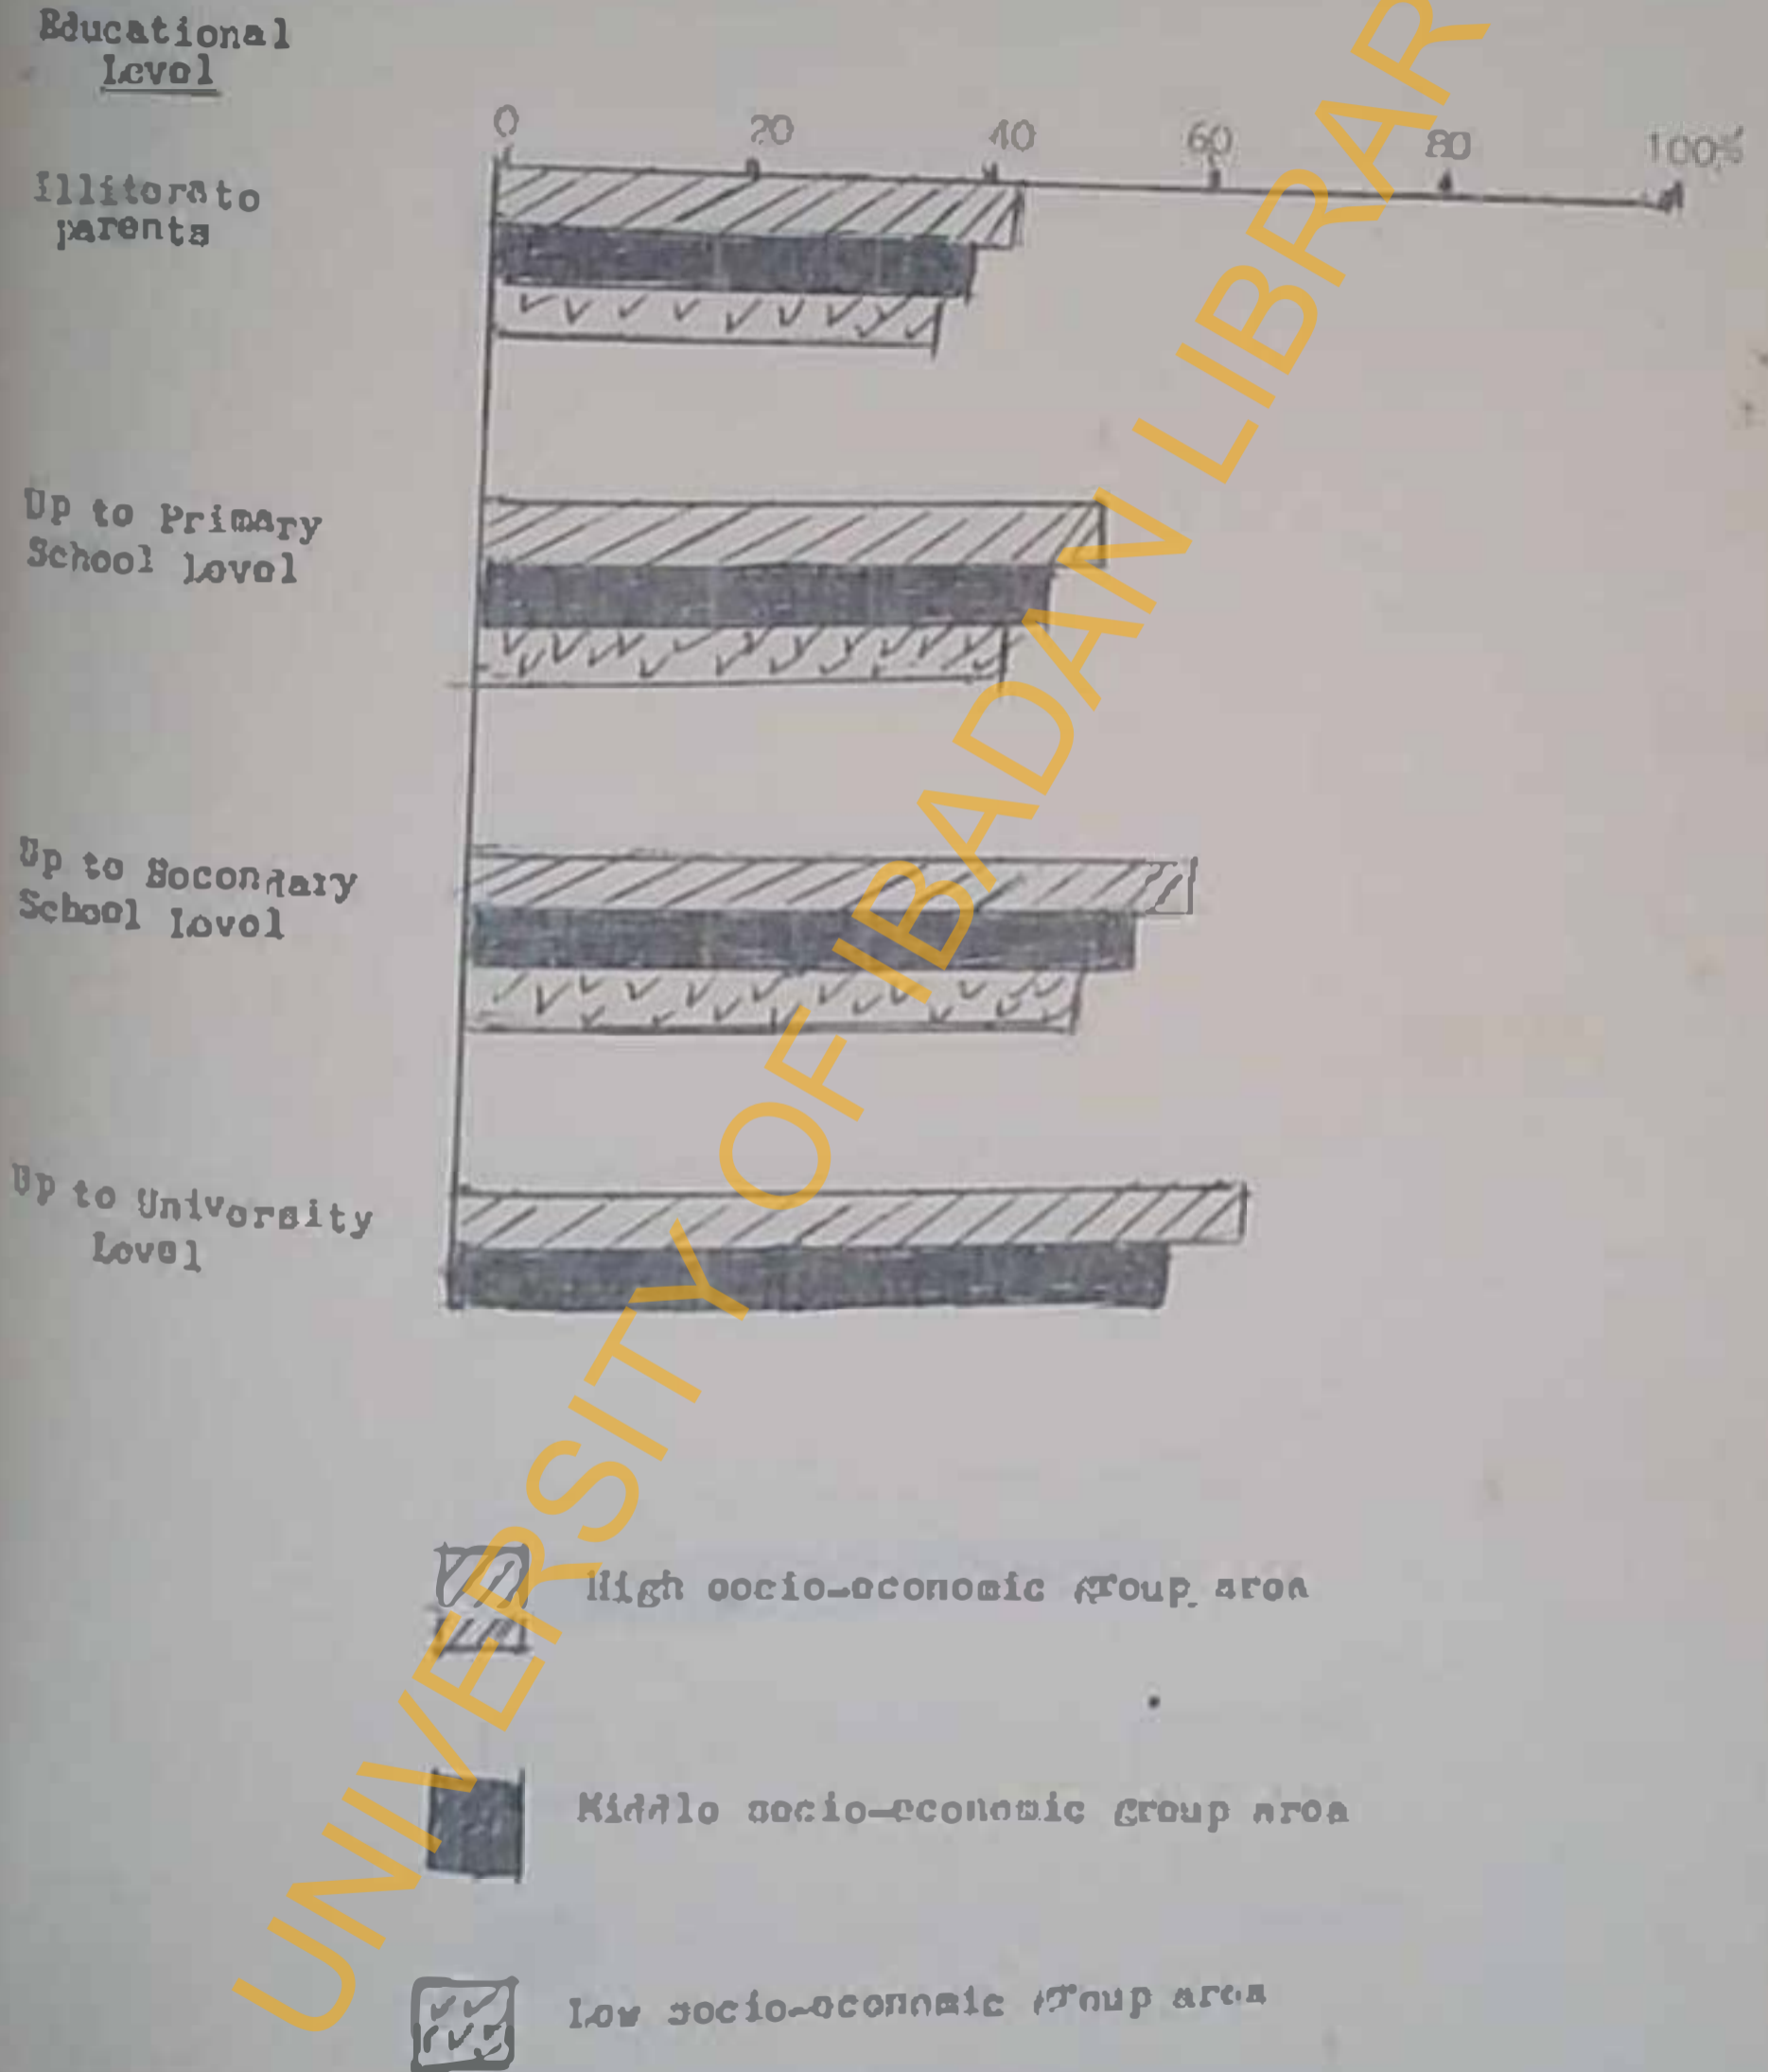 Educational
Level
0 20 40 60 80 100%
Illiterate
parents
Up to Primary
School Level
Up to Secondary
School Level
Up to University
Level
High socio-economic group area
Middle socio-economic group area
Low socio-economic group area
UNIVERSITY OF IBADAN LIBRAR